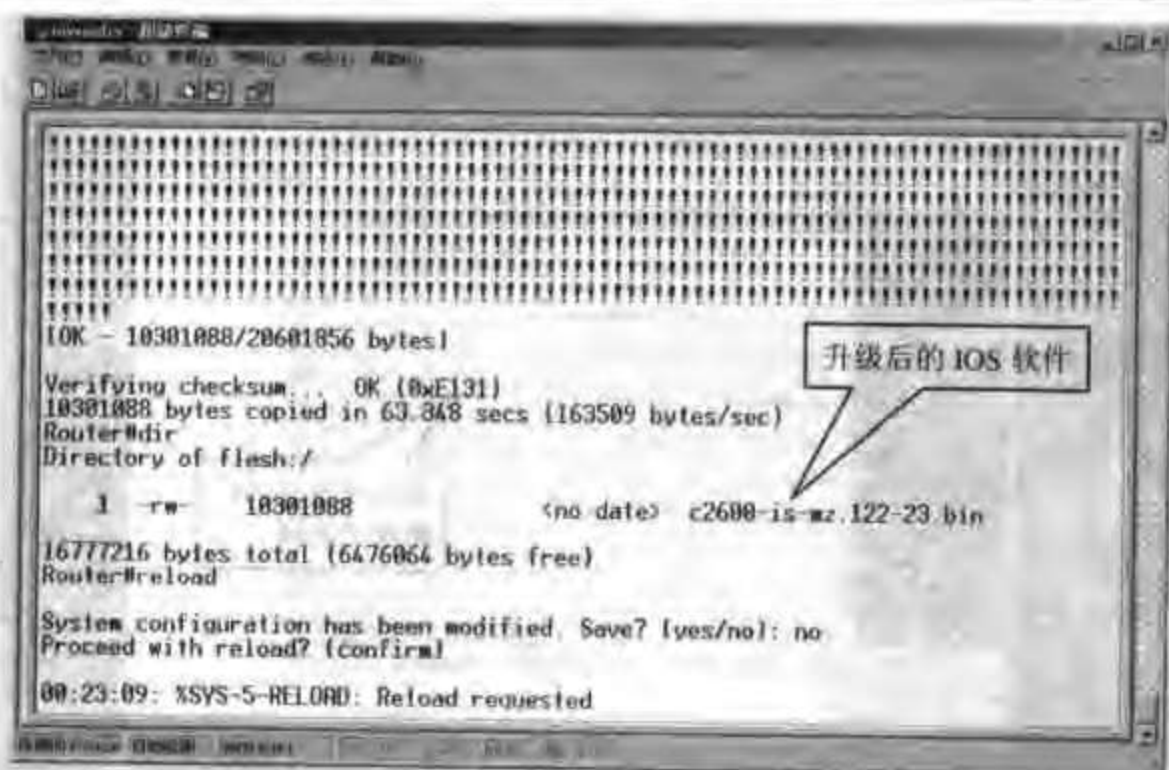 !!!!!
[OK - 10301088/20601856 bytes]
升级后的 IOS 软件
Verifying checksum... OK (0xE131)
10301088 bytes copied in 63.848 secs (163509 bytes/sec)
Router#dir
Directory of flash:/
1 -rw- 10301088 <no date> c2600-is-mz.122-23.bin
16777216 bytes total (6476064 bytes free)
Router#reload
System configuration has been modified. Save? [yes/no]: no
Proceed with reload? [confirm]
00:23:09: %SYS-5-RELOAD: Reload requested